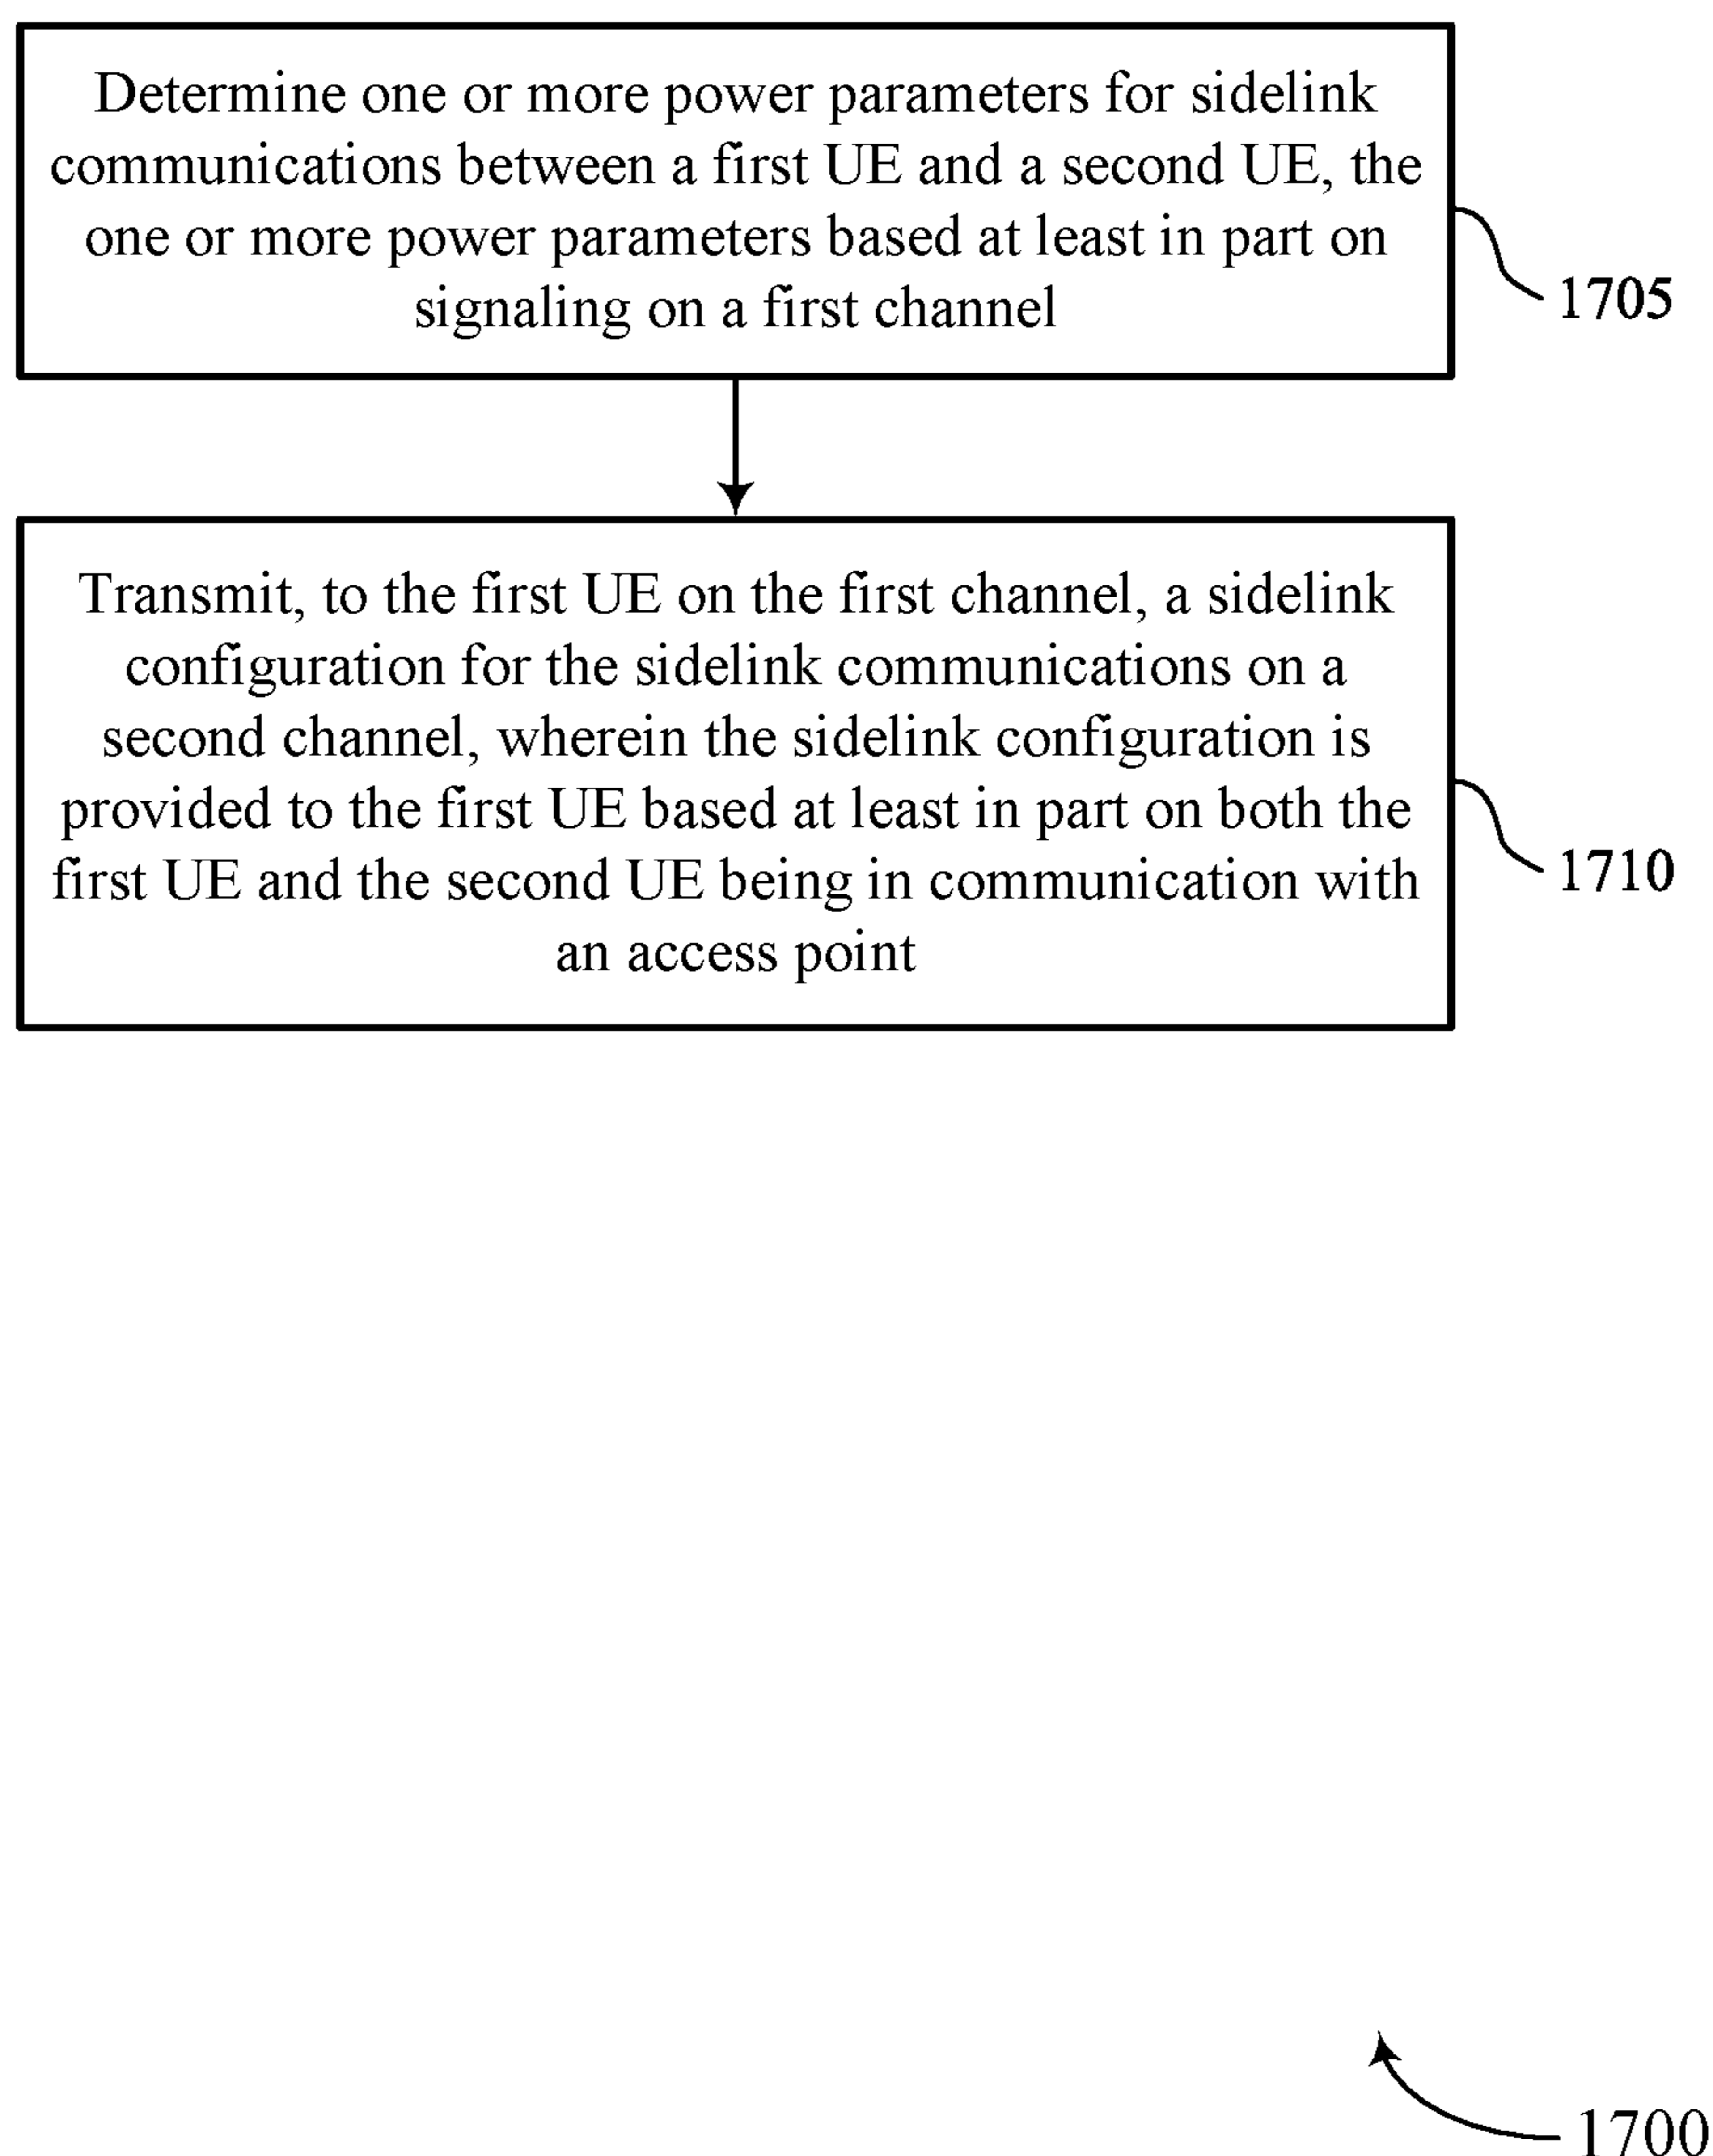 Determine one or more power parameters for sidelink
communications between a first UE and a second UE, the
one or more power parameters based at least in part on
signaling on a first channel
1705
Transmit, to the first UE on the first channel, a sidelink
configuration for the sidelink communications on a
second channel, wherein the sidelink configuration is
provided to the first UE based at least in part on both the
first UE and the second UE being in communication with
an access point
1710
1700